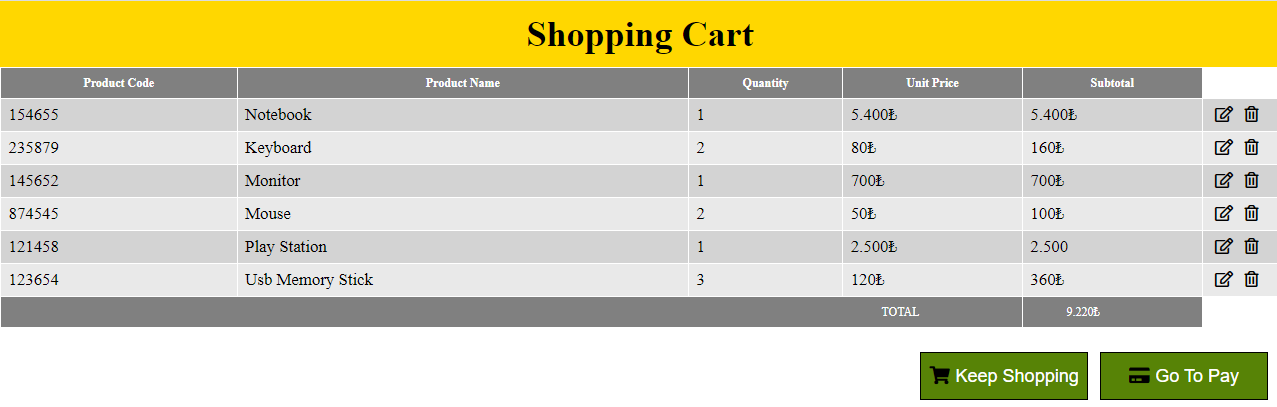 Shopping Cart
Product Code Product Name Quantity Unit Price Subtotal
154655 Notebook 1 5.400₺ 5.400₺
235879 Keyboard 2 80₺ 160₺
145652 Monitor 1 700₺ 700₺
874545 Mouse 2 50₺ 100₺
121458 Play Station 1 2.500₺ 2.500
123654 Usb Memory Stick 3 120₺ 360₺
TOTAL 9.220₺
Keep Shopping Go To Pay